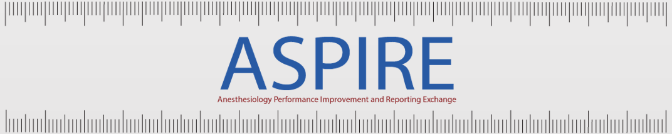 ASPIRE
Anesthesiology Performance Improvement and Reporting Exchange